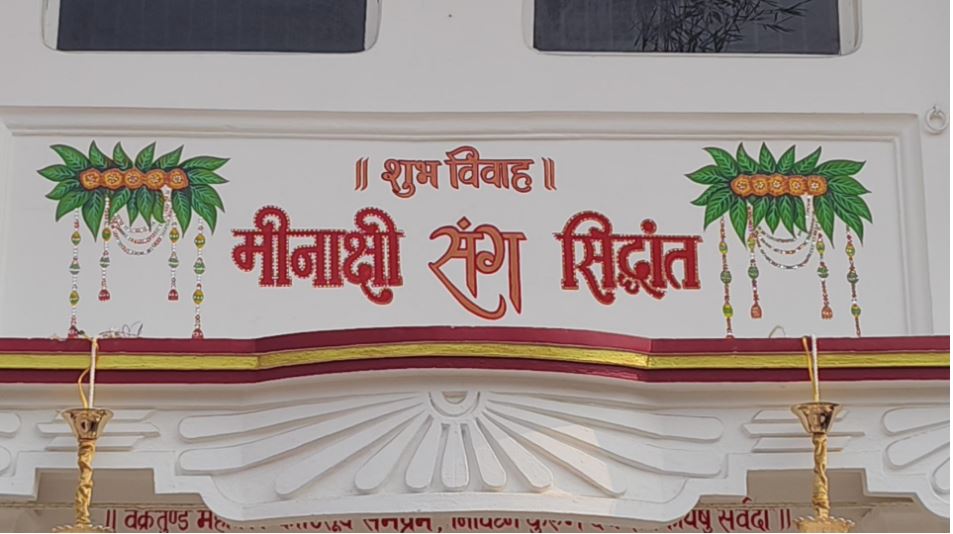 ॥ शुभ विवाह ॥
मीनाक्षी संग सिद्धांत
॥ वक्रतुण्ड सर्वदा ॥